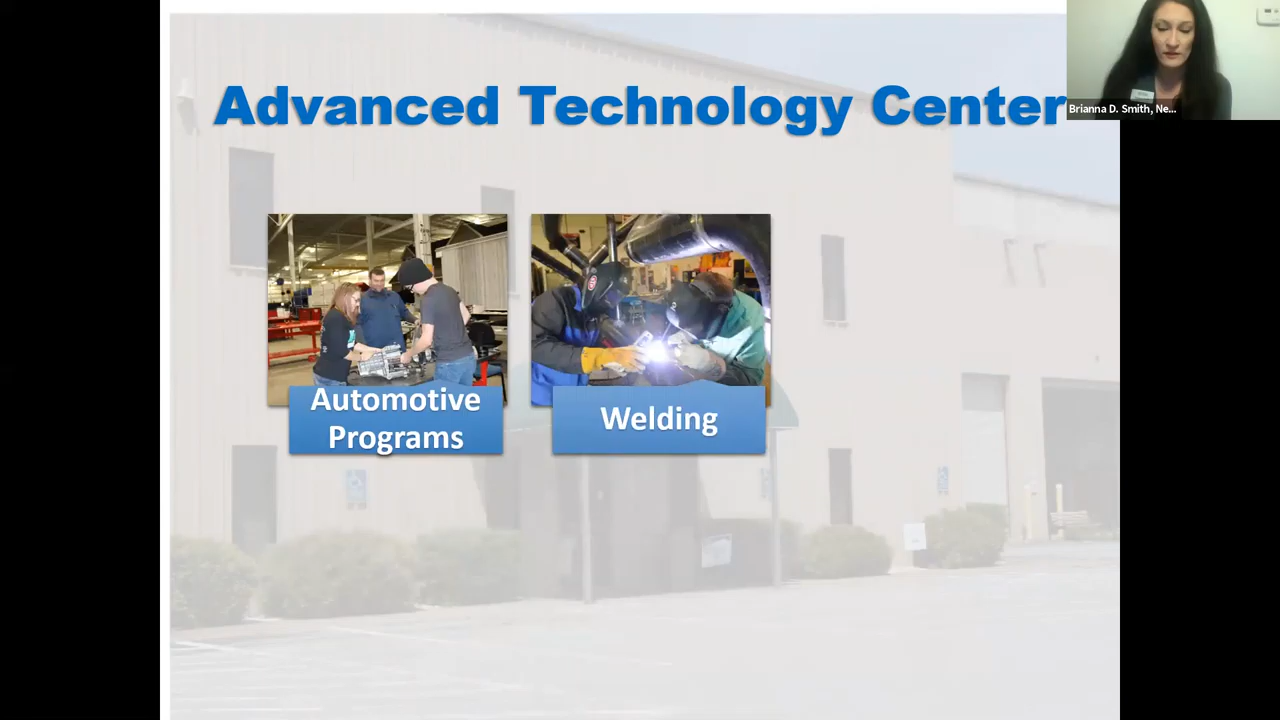 Advanced Technology Center
Brianna D. Smith, Ne...
Automotive
Programs
Welding